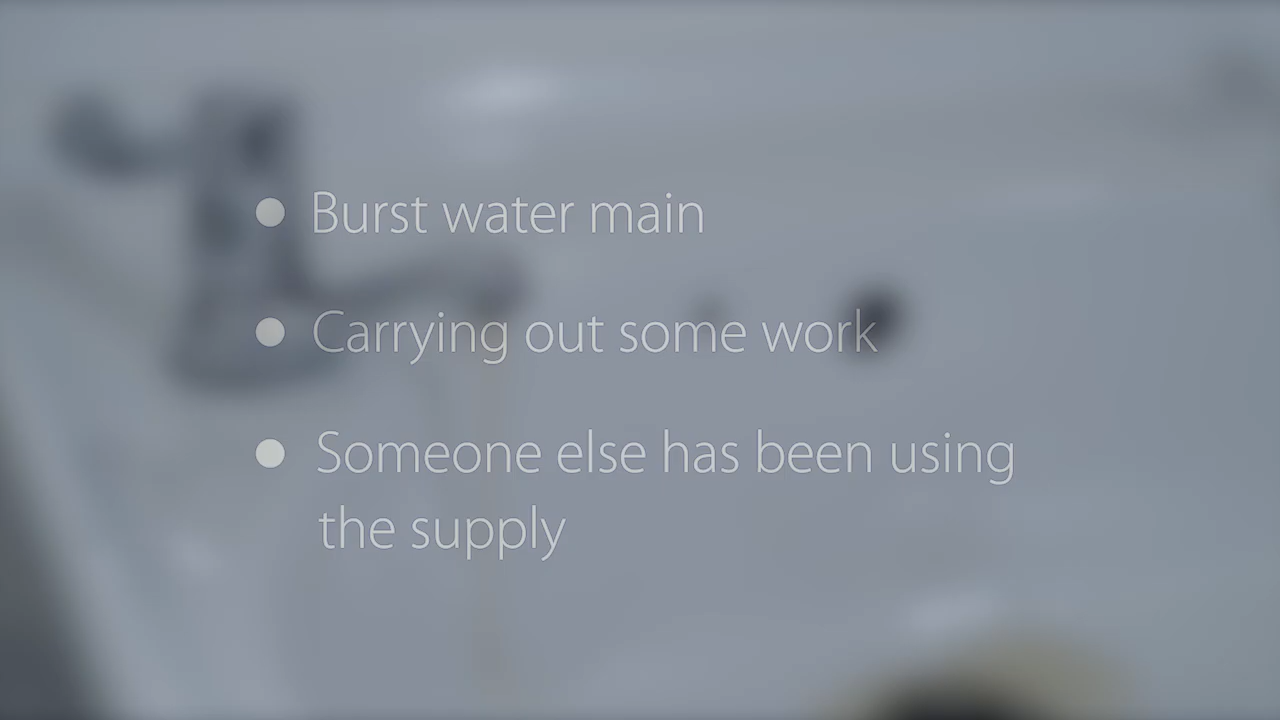 ● Burst water main
● Carrying out some work
● Someone else has been using
the supply